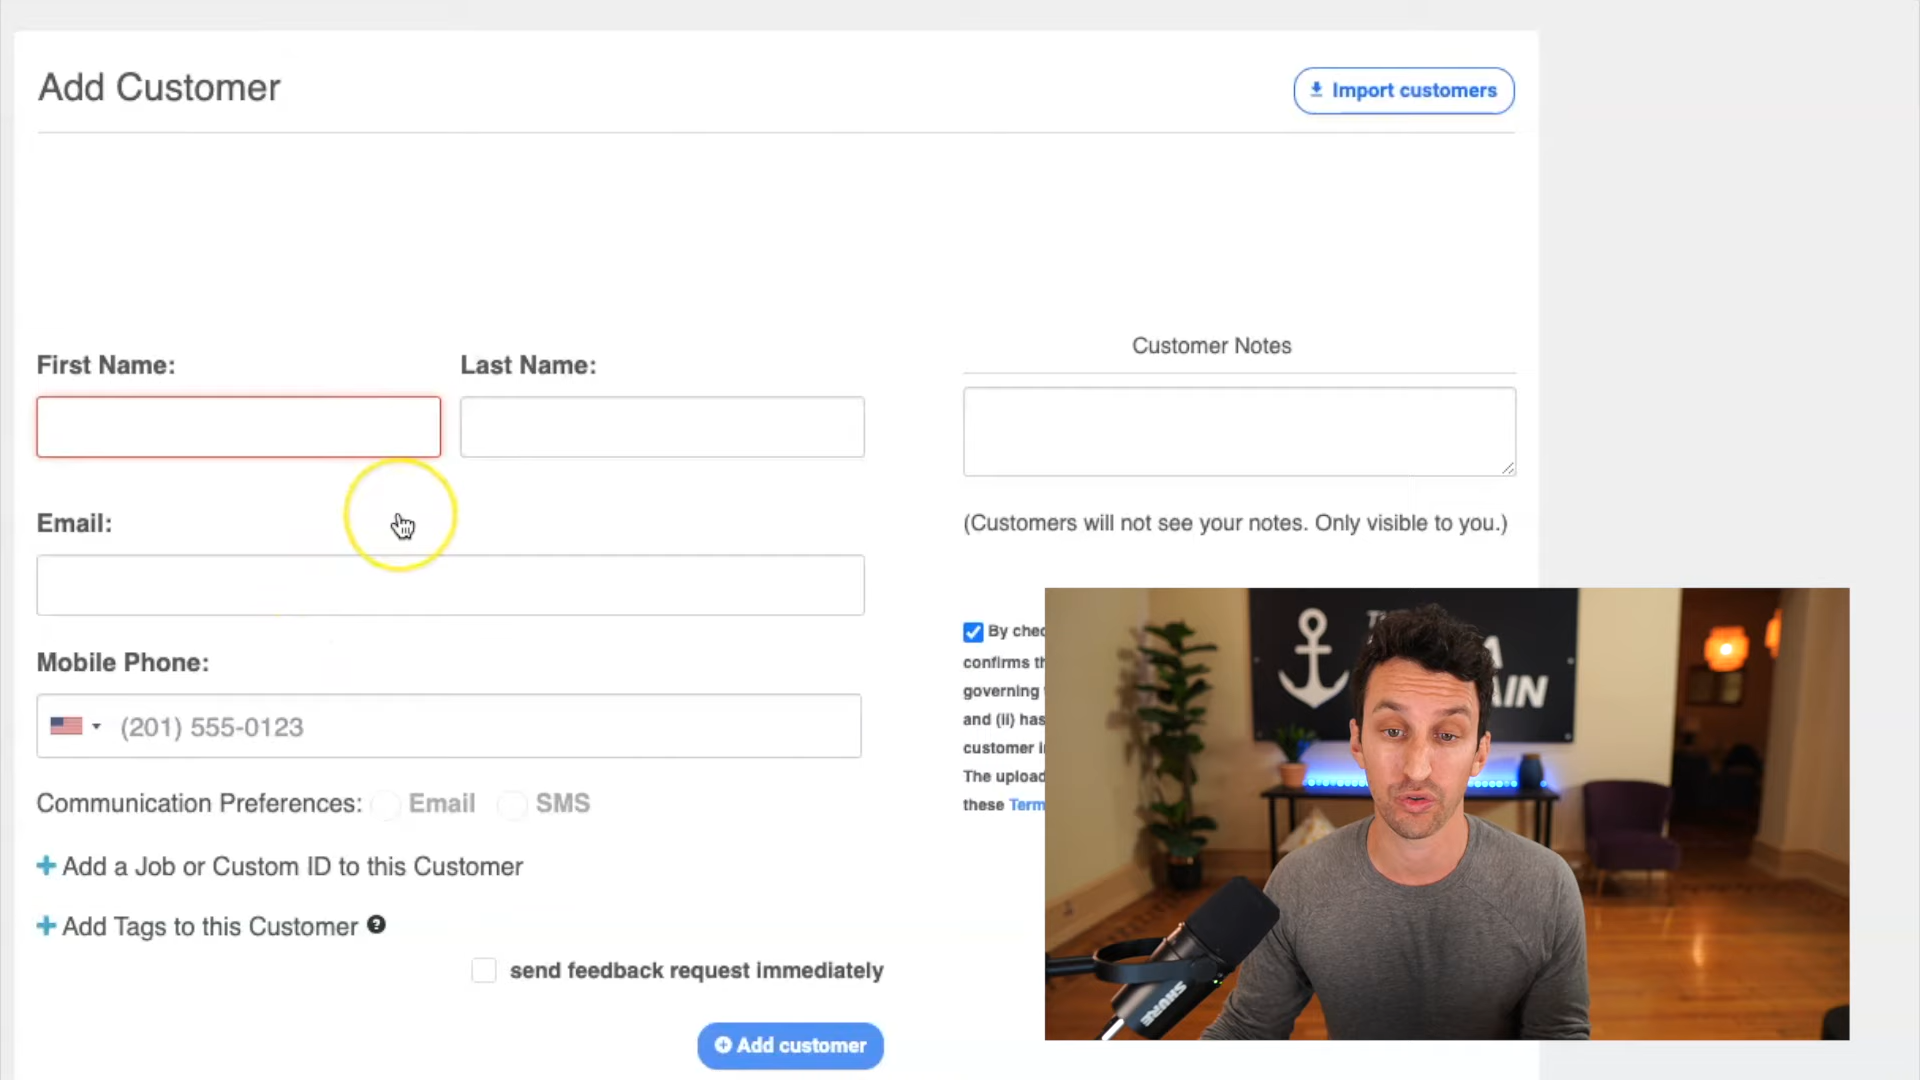 Add Customer
Import customers
First Name:
Last Name:
Customer Notes
Email:
(Customers will not see your notes. Only visible to you.)
Mobile Phone:
(201) 555-0123
By chec
confirms th
governing
and (ii) has
customer i
The upload
these Term
Communication Preferences: Email SMS
Add a Job or Custom ID to this Customer
Add Tags to this Customer ?
send feedback request immediately
Add customer
SHURE